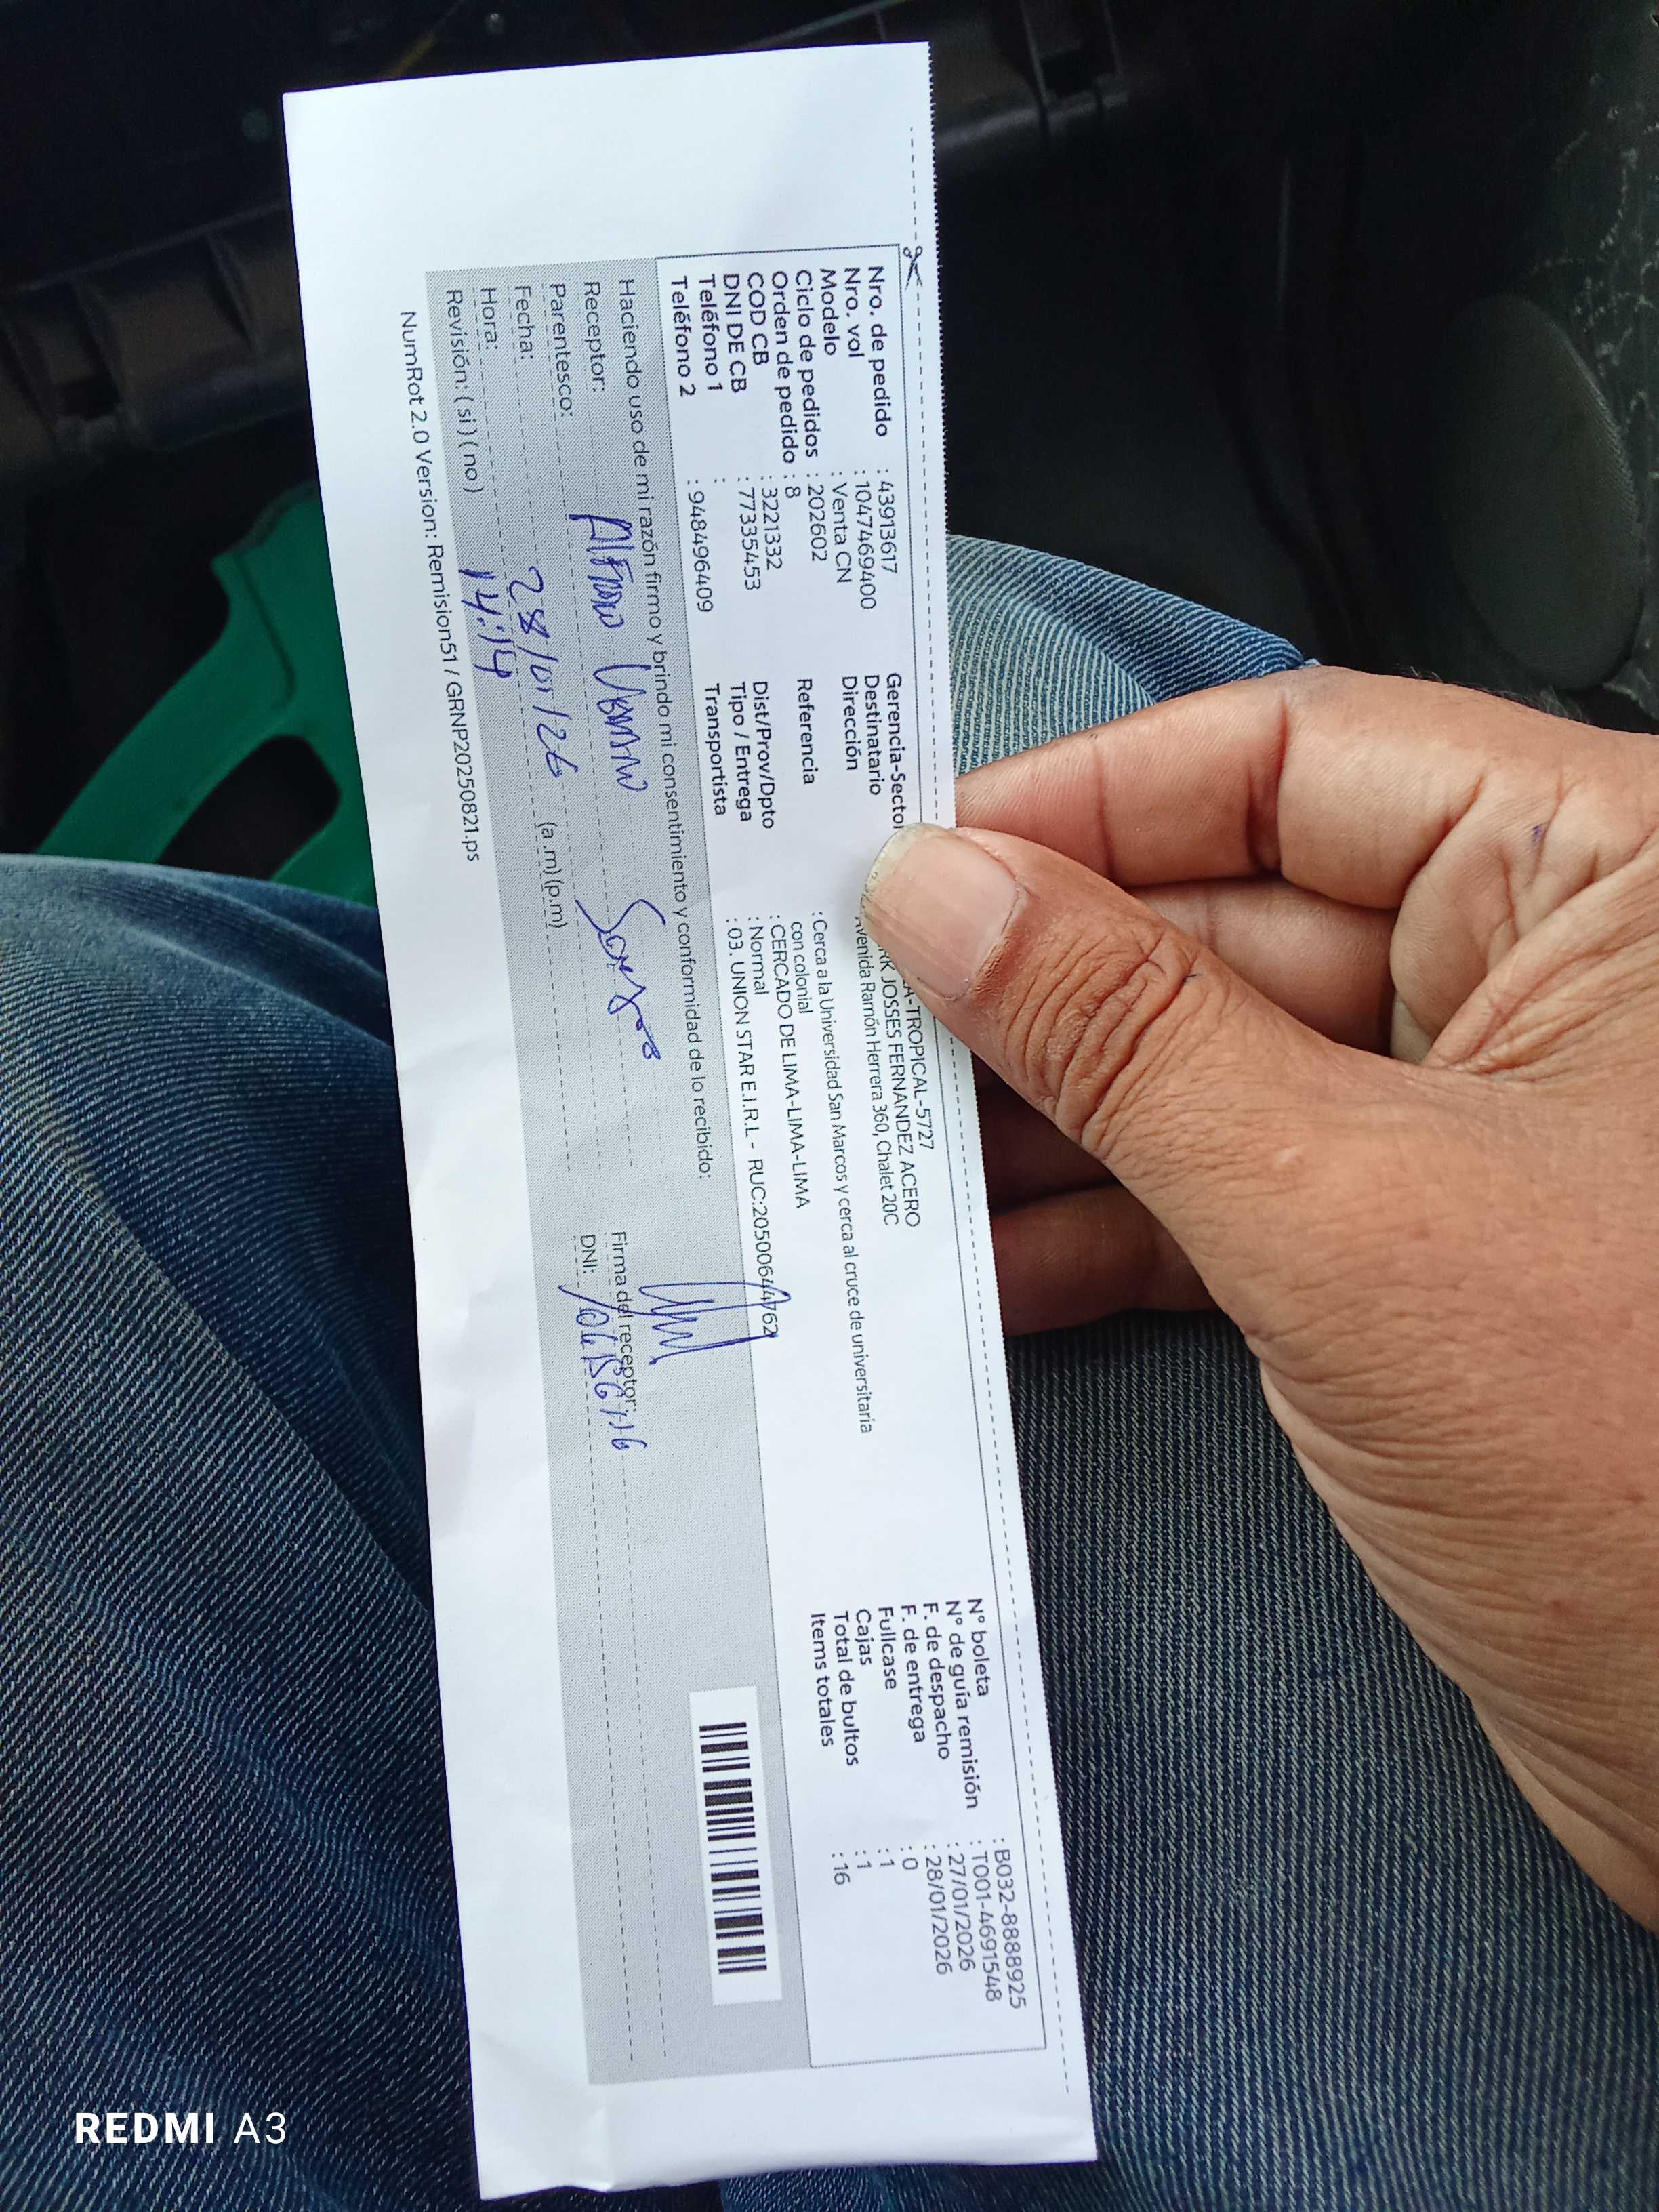 Nro. de pedido : 43913617
Nro. vol : 1047469400
Modelo : Venta CN
Ciclo de pedidos : 202602
Orden de pedido : 8
COD CB : 3221332
DNI DE CB : 77335453
Teléfono 1 :
Teléfono 2 : 948496409
Gerencia-Sector A-TROPICAL-5727
Destinatario JOSSES FERNANDEZ ACERO
Dirección Avenida Ramón Herrera 360, Chalet 20C
Referencia : Cerca a la Universidad San Marcos y cerca al cruce de universitaria
con colonial
Dist/Prov/Dpto : CERCADO DE LIMA-LIMA-LIMA
Tipo / Entrega : Normal
Transportista : 03. UNION STAR E.I.R.L - RUC:20500644762
N° boleta : B032-8888925
N° de guía remisión : T001-4691548
F. de despacho : 27/01/2026
F. de entrega : 28/01/2026
Fullcase : 0
Cajas : 1
Total de bultos : 1
Items totales : 16
Haciendo uso de mi razón firmo y brindo mi consentimiento y conformidad de lo recibido:
Receptor:
Parentesco:
Fecha: 28/01/26
Hora: 14:14 (a.m) (p.m)
Revisión: ( si ) ( no )
Firma del receptor:
DNI:
NumRot 2.0 Version: Remision51 / GRNP20250821.ps
REDMI A3